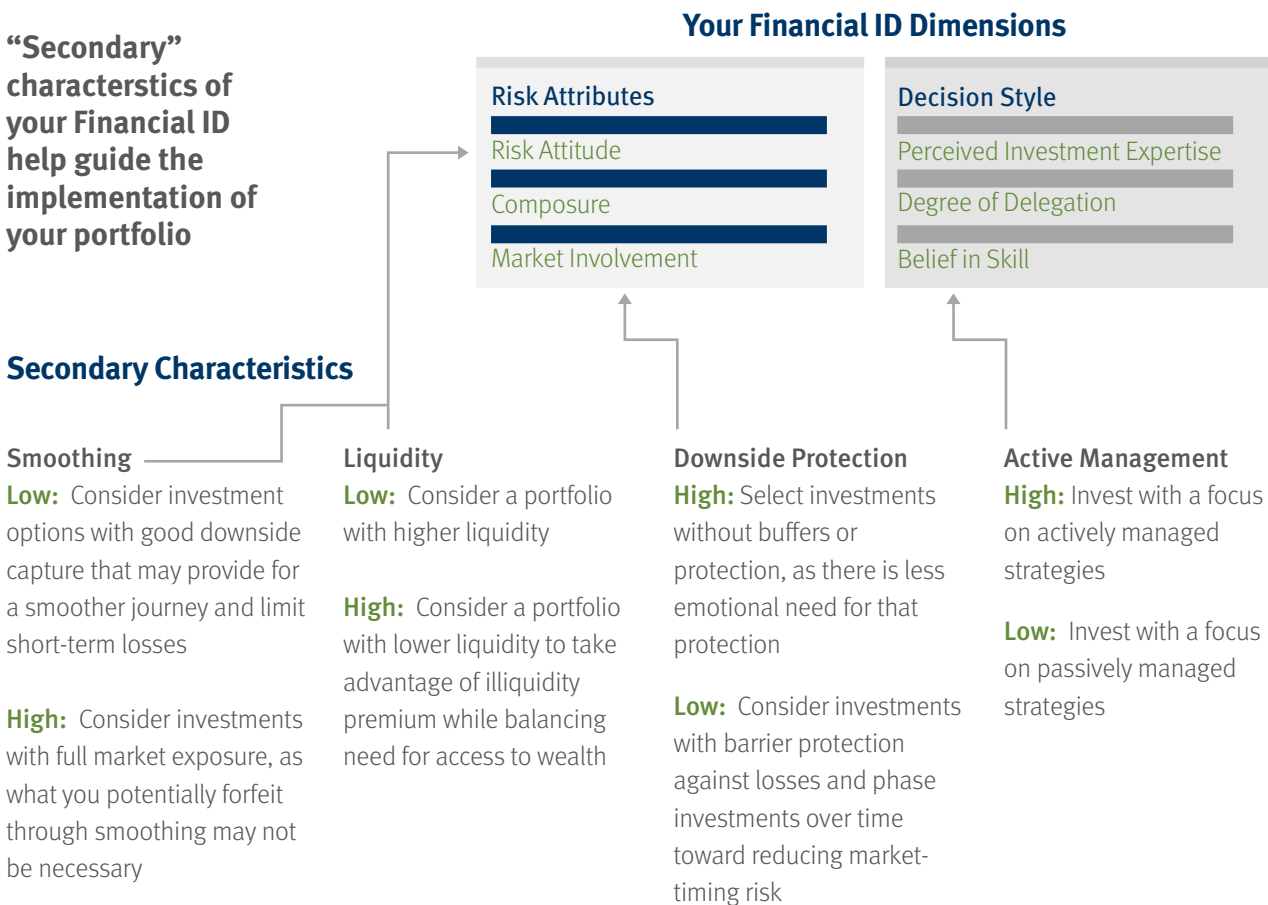 “Secondary”
characterstics of
your Financial ID
help guide the
implementation of
your portfolio
Your Financial ID Dimensions
Risk Attributes
Risk Attitude
Composure
Market Involvement
Decision Style
Perceived Investment Expertise
Degree of Delegation
Belief in Skill
Secondary Characteristics
Smoothing
Low: Consider investment
options with good downside
capture that may provide for
a smoother journey and limit
short-term losses
High: Consider investments
with full market exposure, as
what you potentially forfeit
through smoothing may not
be necessary
Liquidity
Low: Consider a portfolio
with higher liquidity
High: Consider a portfolio
with lower liquidity to take
advantage of illiquidity
premium while balancing
need for access to wealth
Downside Protection
High: Select investments
without buffers or
protection, as there is less
emotional need for that
protection
Low: Consider investments
with barrier protection
against losses and phase
investments over time
toward reducing market-
timing risk
Active Management
High: Invest with a focus
on actively managed
strategies
Low: Invest with a focus
on passively managed
strategies